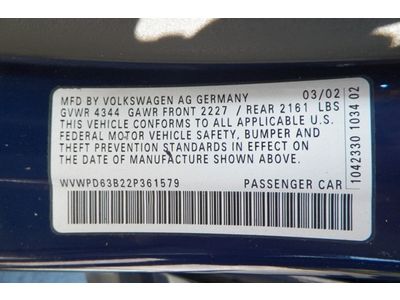 MFD BY VOLKSWAGEN AG GERMANY 03/02
GVWR 4344 GAWR FRONT 2227 / REAR 2161 LBS
THIS VEHICLE CONFORMS TO ALL APPLICABLE U.S.
FEDERAL MOTOR VEHICLE SAFETY, BUMPER AND
THEFT PREVENTION STANDARDS IN EFFECT ON
THE DATE OF MANUFACTURE SHOWN ABOVE.
WVWPD63B22P361579 PASSENGER CAR
1042330 1034 02